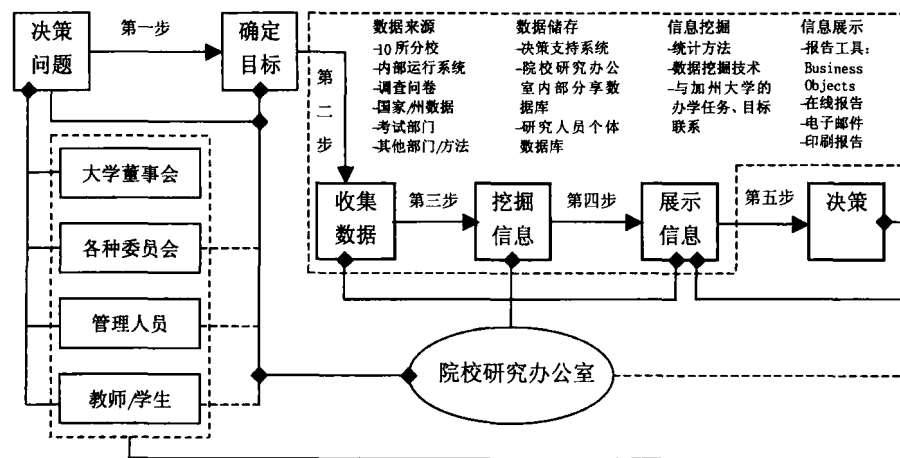 决策
问题
第一步
确定
目标
第二步
数据来源
-10所分校
-内部运行系统
-调查问卷
-国家/州数据
-考试部门
-其他部门/方法
数据储存
-决策支持系统
-院校研究办公
室内部分享数
据库
-研究人员个体
数据库
信息挖掘
-统计方法
-数据挖掘技术
-与加州大学的
办学任务、目标
联系
信息展示
-报告工具：
Business
Objects
-在线报告
-电子邮件
-印刷报告
大学董事会
各种委员会
管理人员
教师/学生
收集
数据
第三步
挖掘
信息
第四步
展示
信息
第五步
决策
院校研究办公室